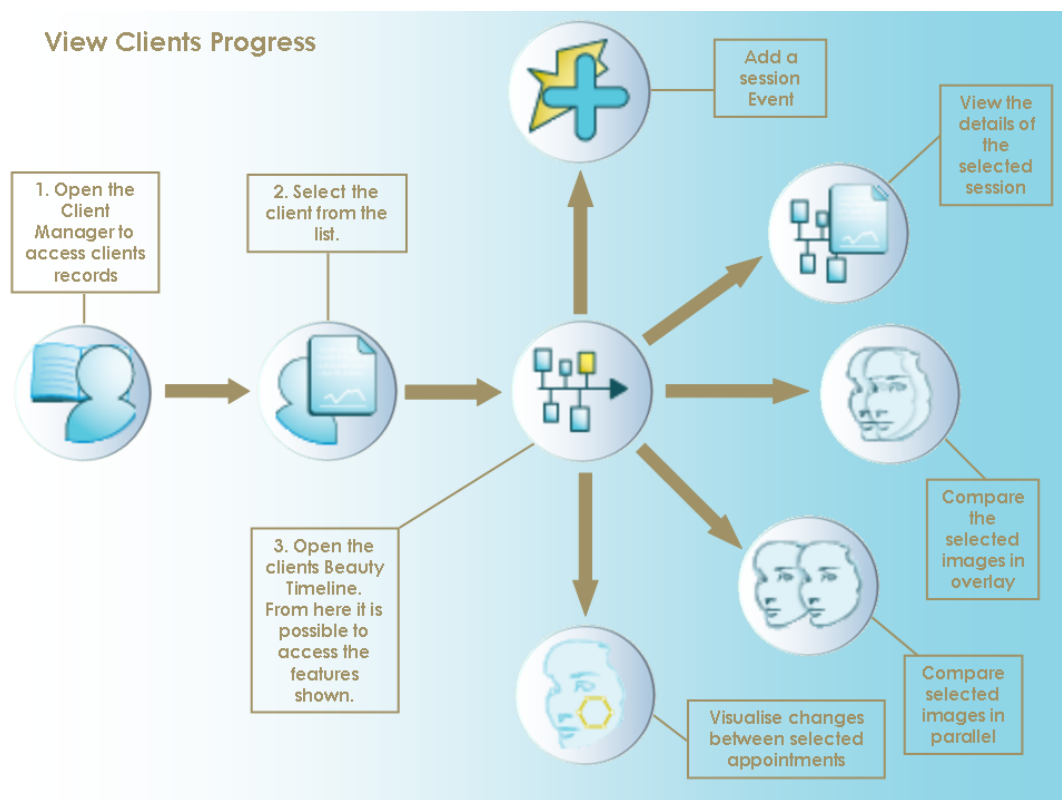 View Clients Progress
Add a
session
Event
View the
details of
the
selected
session
1. Open the
Client
Manager to
access clients
records
2. Select the
client from the
list.
Compare
the
selected
images in
overlay
3. Open the
clients Beauty
Timeline.
From here it is
possible to
access the
features
shown.
Compare
selected
images in
parallel
Visualise changes
between selected
appointments